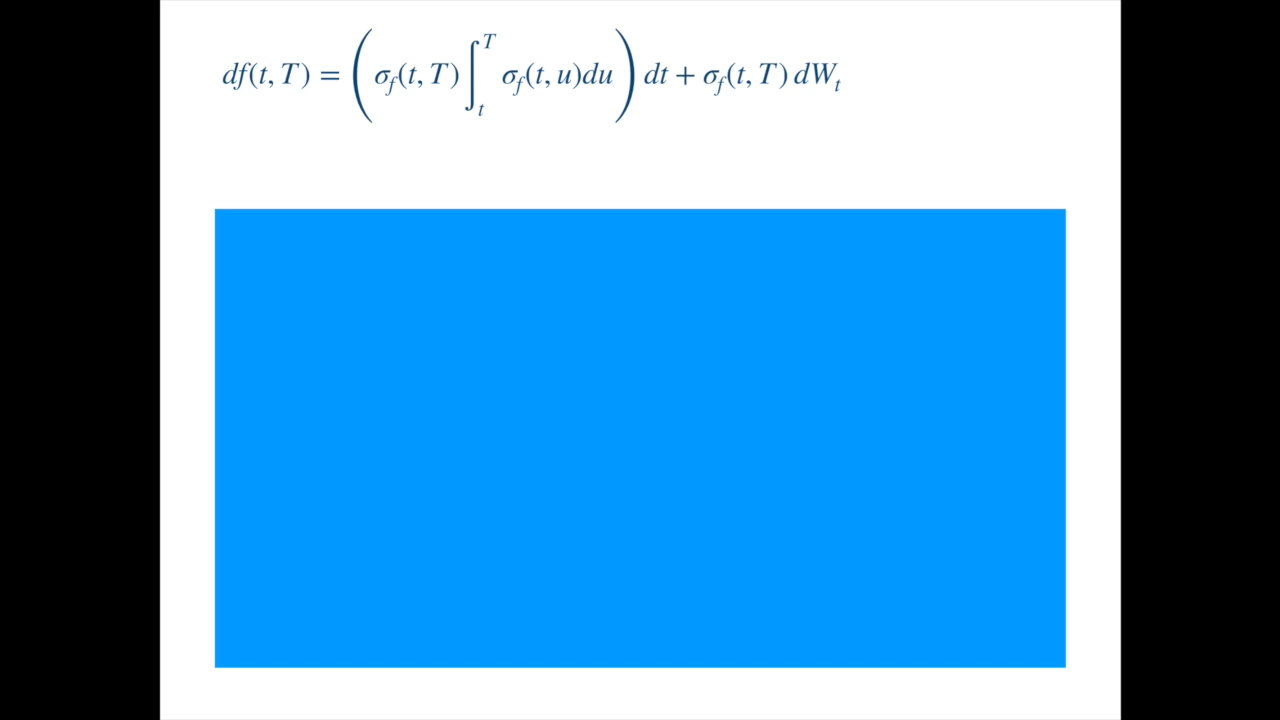 df(t, T) = (σ_f(t, T) ∫_t^T σ_f(t, u)du) dt + σ_f(t, T) dW_t